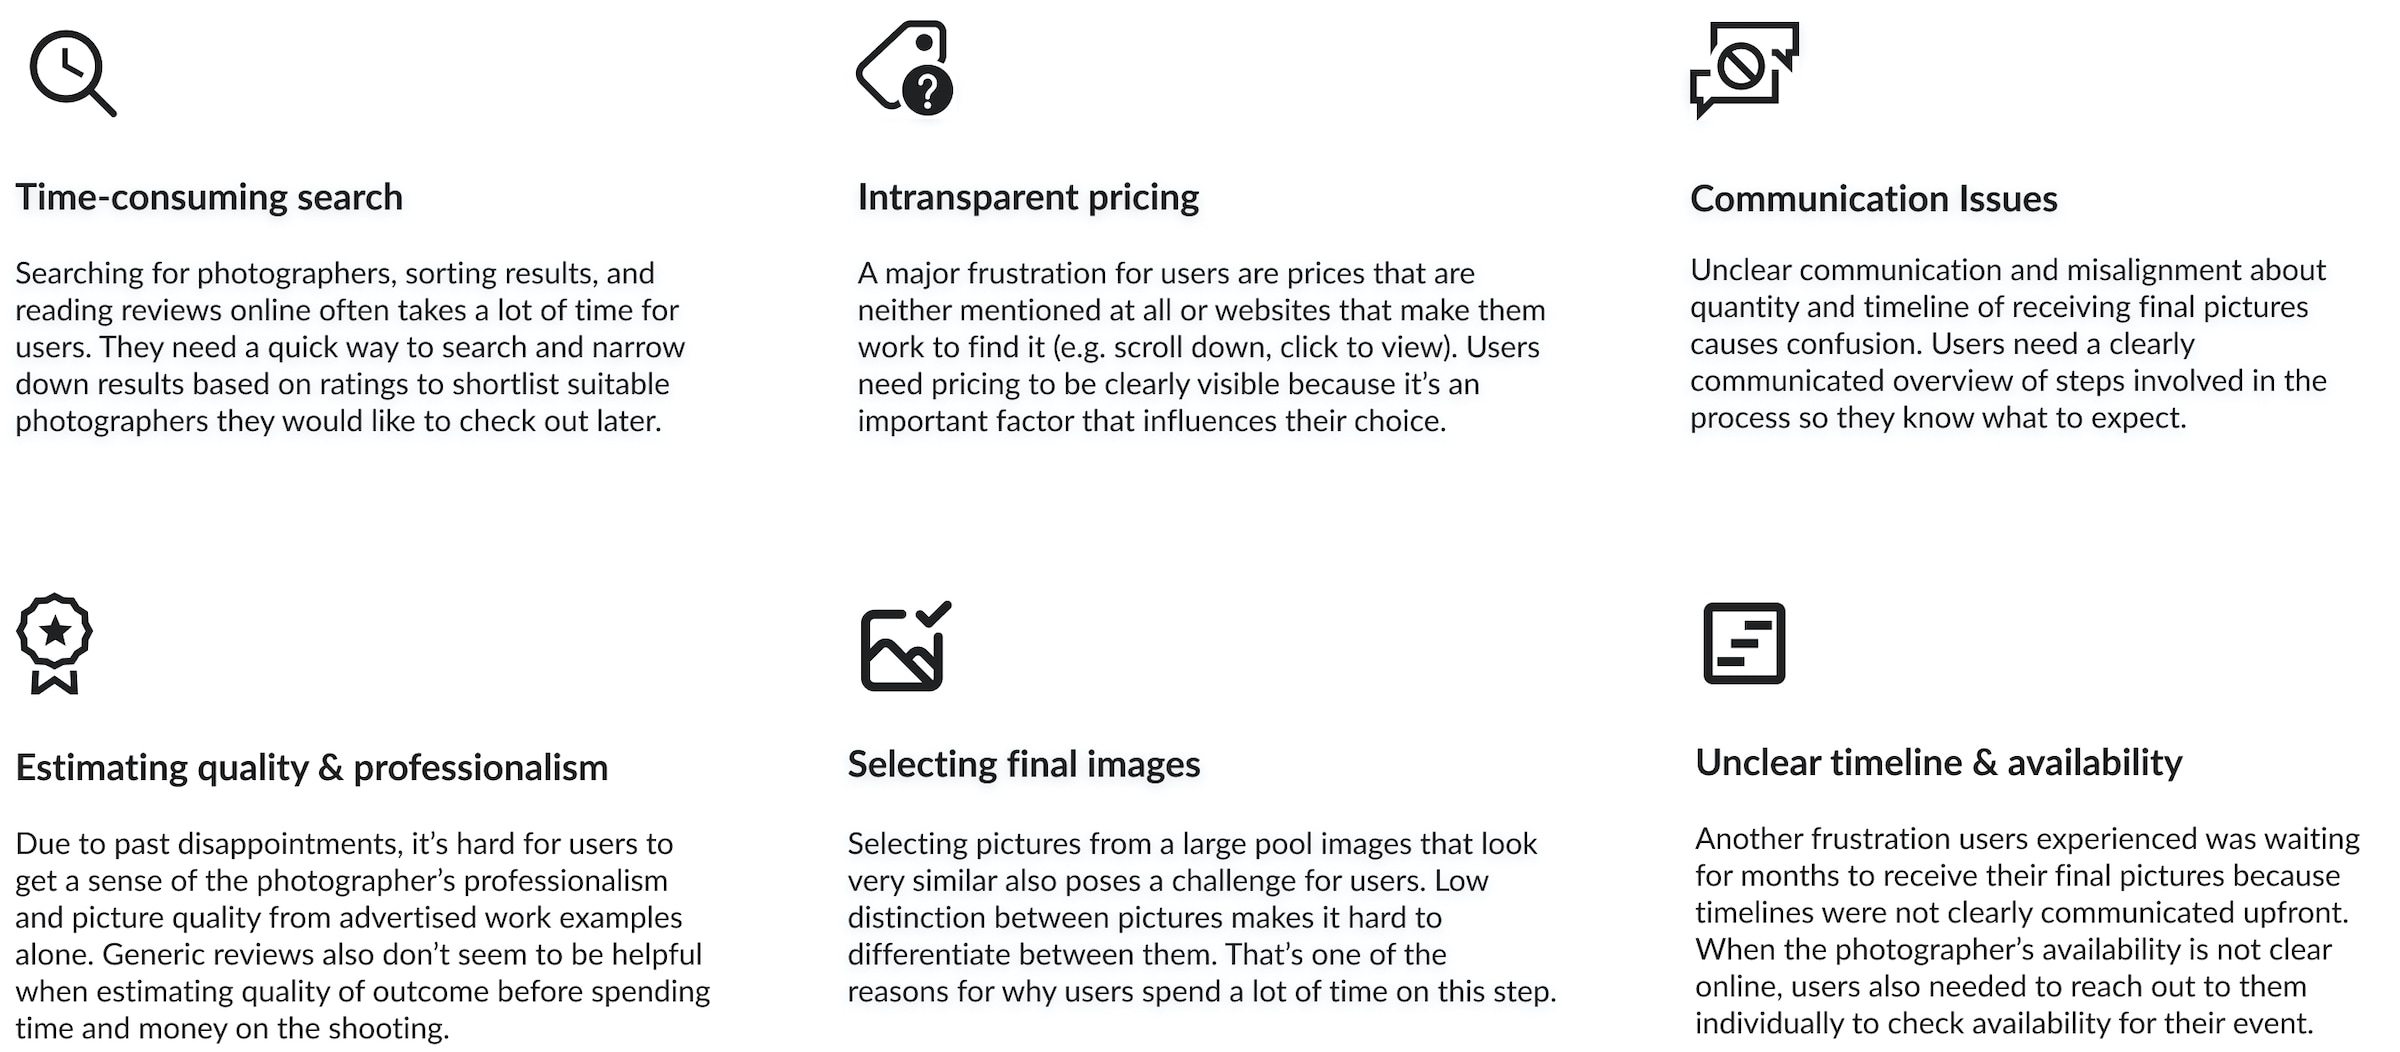 Time-consuming search
Searching for photographers, sorting results, and
reading reviews online often takes a lot of time for
users. They need a quick way to search and narrow
down results based on ratings to shortlist suitable
photographers they would like to check out later.
Intransparent pricing
A major frustration for users are prices that are
neither mentioned at all or websites that make them
work to find it (e.g. scroll down, click to view). Users
need pricing to be clearly visible because it’s an
important factor that influences their choice.
Communication Issues
Unclear communication and misalignment about
quantity and timeline of receiving final pictures
causes confusion. Users need a clearly
communicated overview of steps involved in the
process so they know what to expect.
Estimating quality & professionalism
Due to past disappointments, it’s hard for users to
get a sense of the photographer’s professionalism
and picture quality from advertised work examples
alone. Generic reviews also don’t seem to be helpful
when estimating quality of outcome before spending
time and money on the shooting.
Selecting final images
Selecting pictures from a large pool images that look
very similar also poses a challenge for users. Low
distinction between pictures makes it hard to
differentiate between them. That’s one of the
reasons for why users spend a lot of time on this step.
Unclear timeline & availability
Another frustration users experienced was waiting
for months to receive their final pictures because
timelines were not clearly communicated upfront.
When the photographer’s availability is not clear
online, users also needed to reach out to them
individually to check availability for their event.